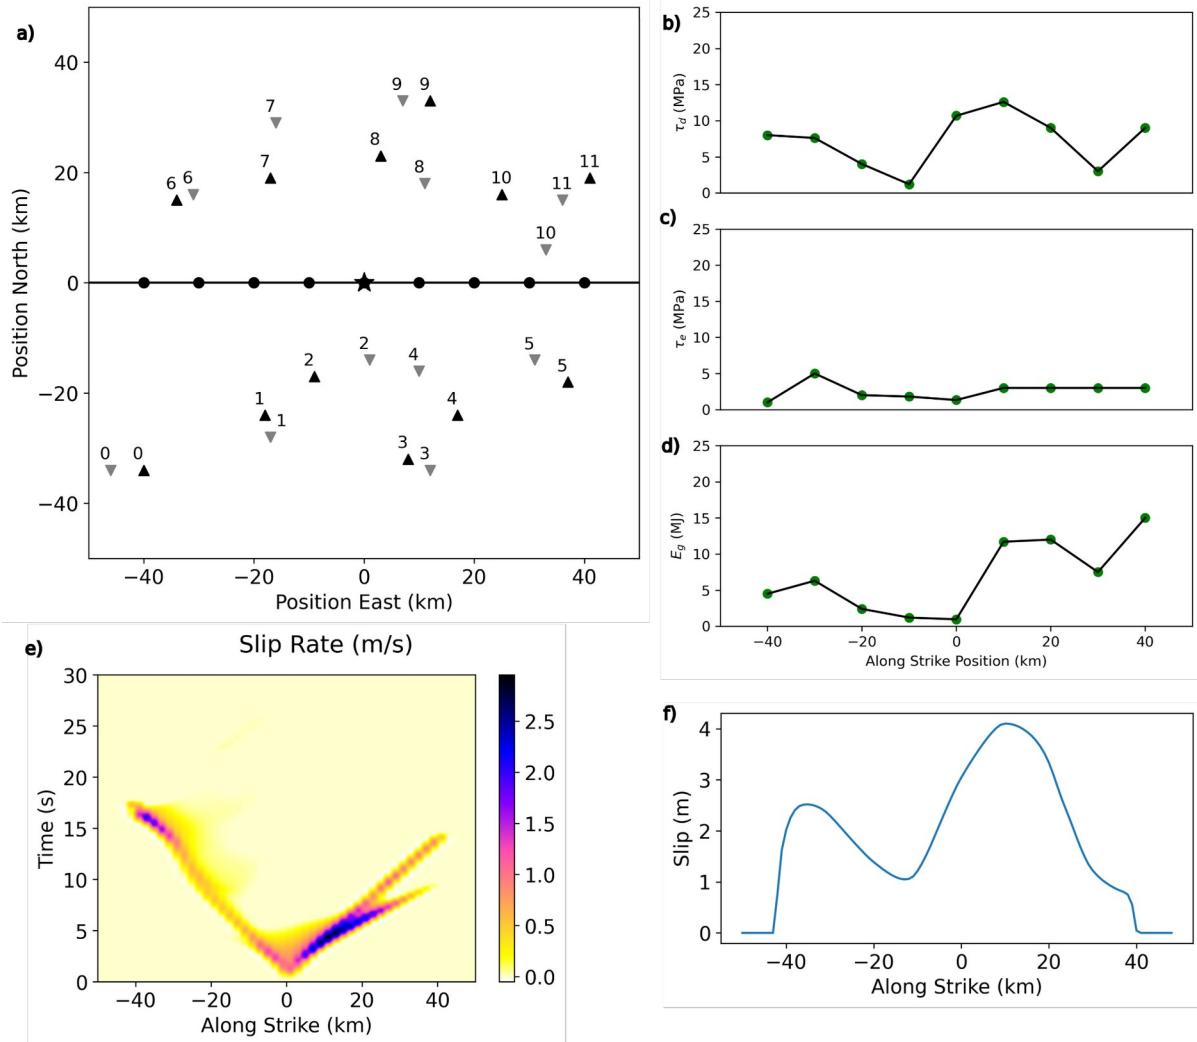 a)
40
20
0
−20
−40
Position North (km)
−40 −20 0 20 40
Position East (km)
9 9
7
8
7
8
6 6
10
11
11
10
2
4
5
2
5
1
1
4
3
3
0 0
b)
25
20
15
10
5
0
τd (MPa)
c)
25
20
15
10
5
0
τe (MPa)
d)
25
20
15
10
5
0
Eg (MJ)
−40 −20 0 20 40
Along Strike Position (km)
e)
Slip Rate (m/s)
30
25
20
15
10
5
0
Time (s)
−40 −20 0 20 40
Along Strike (km)
2.5
2.0
1.5
1.0
0.5
0.0
f)
4
3
2
1
0
Slip (m)
−40 −20 0 20 40
Along Strike (km)